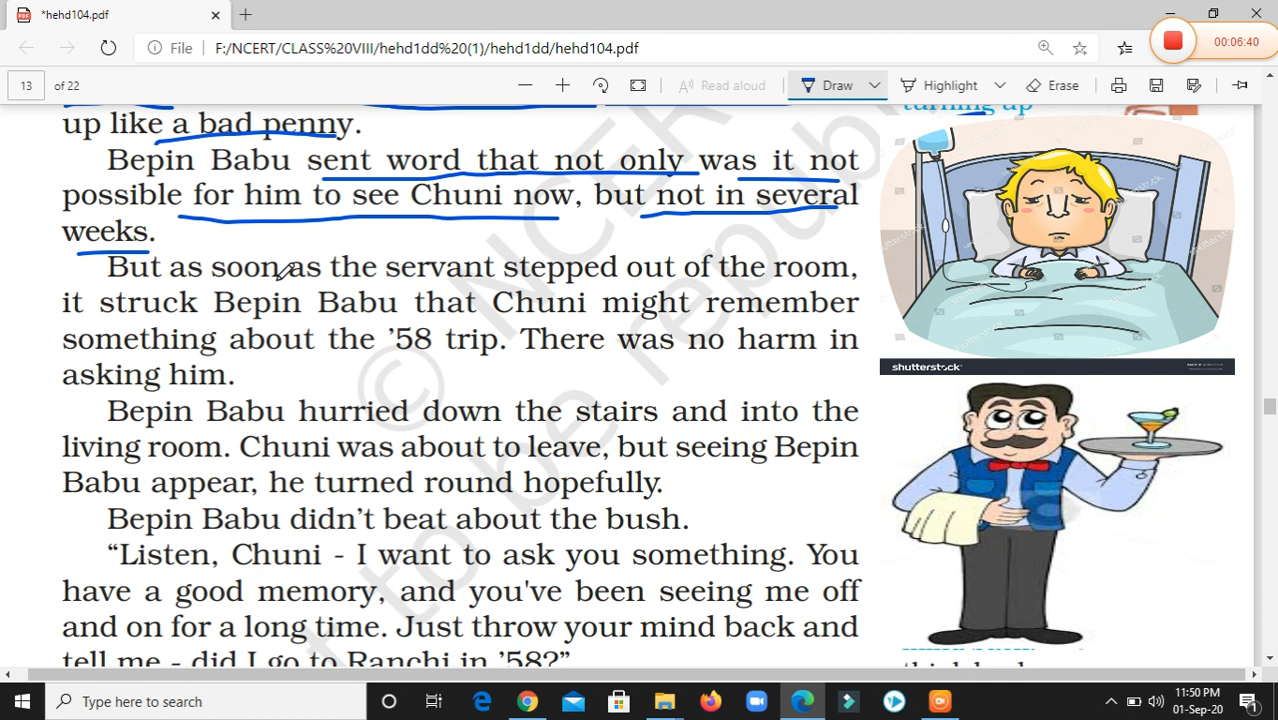 *hehd104.pdf
File F:/NCERT/CLASS%20VIII/hehd1dd%20(1)/hehd1dd/hehd104.pdf
00:06:40
13 of 22 Read aloud Draw Highlight Erase
turning up
up like a bad penny.
Bepin Babu sent word that not only was it not
possible for him to see Chuni now, but not in several
weeks.
But as soon as the servant stepped out of the room,
it struck Bepin Babu that Chuni might remember
something about the ’58 trip. There was no harm in
asking him.
Bepin Babu hurried down the stairs and into the
living room. Chuni was about to leave, but seeing Bepin
Babu appear, he turned round hopefully.
Bepin Babu didn’t beat about the bush.
“Listen, Chuni - I want to ask you something. You
have a good memory, and you've been seeing me off
and on for a long time. Just throw your mind back and
tell me - did I go to Ranchi in ’58?”
shutterstock
© NCER
t to be republ
Type here to search
11:50 PM
01-Sep-20